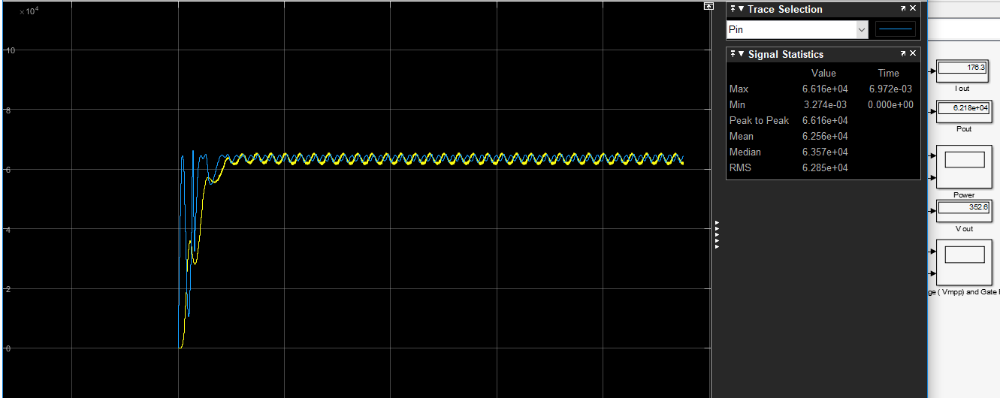 ×10⁴
10
8
6
4
2
0
Trace Selection
Pin
Signal Statistics
Value Time
Max 6.616e+04 6.972e-03
Min 3.274e-03 0.000e+00
Peak to Peak 6.616e+04
Mean 6.256e+04
Median 6.357e+04
RMS 6.285e+04
176.3
I out
6.218e+04
Pout
Power
352.6
V out
ge ( Vmpp) and Gate